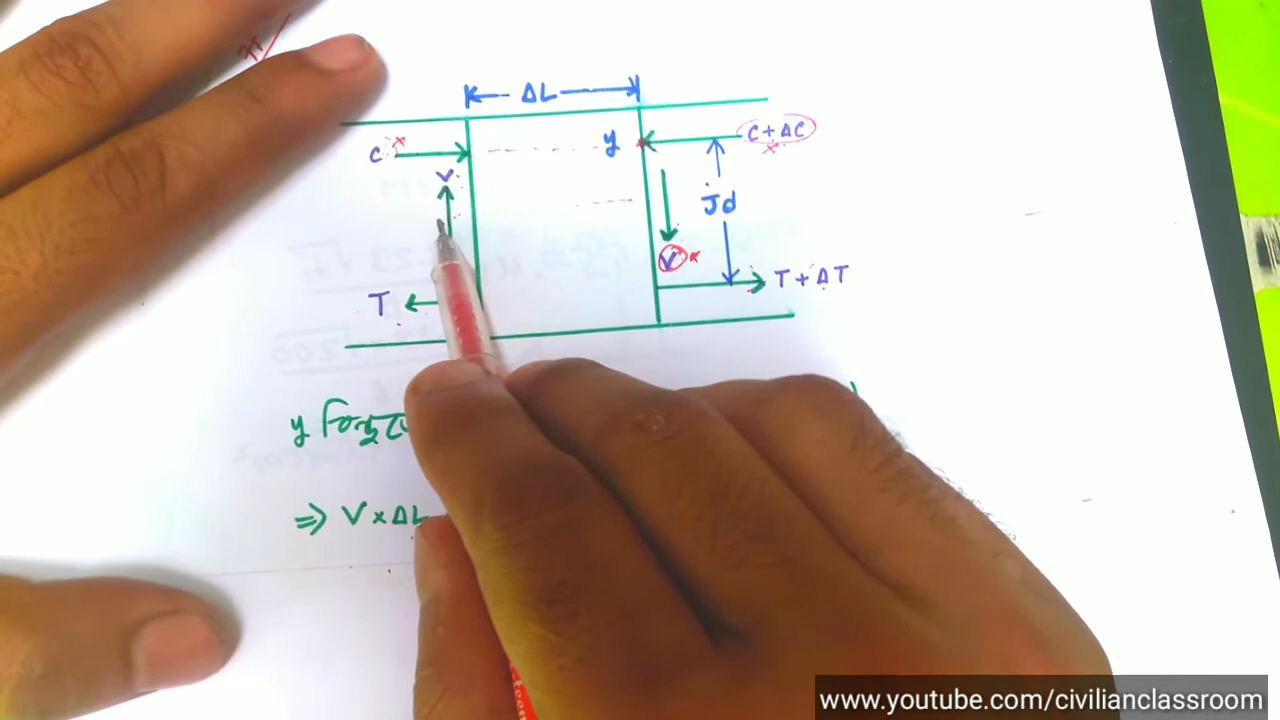 ΔL
C
y
C + ΔC
V
Jd
V
T
T + ΔT
y
⇒ V × ΔL
www.youtube.com/civilianclassroom